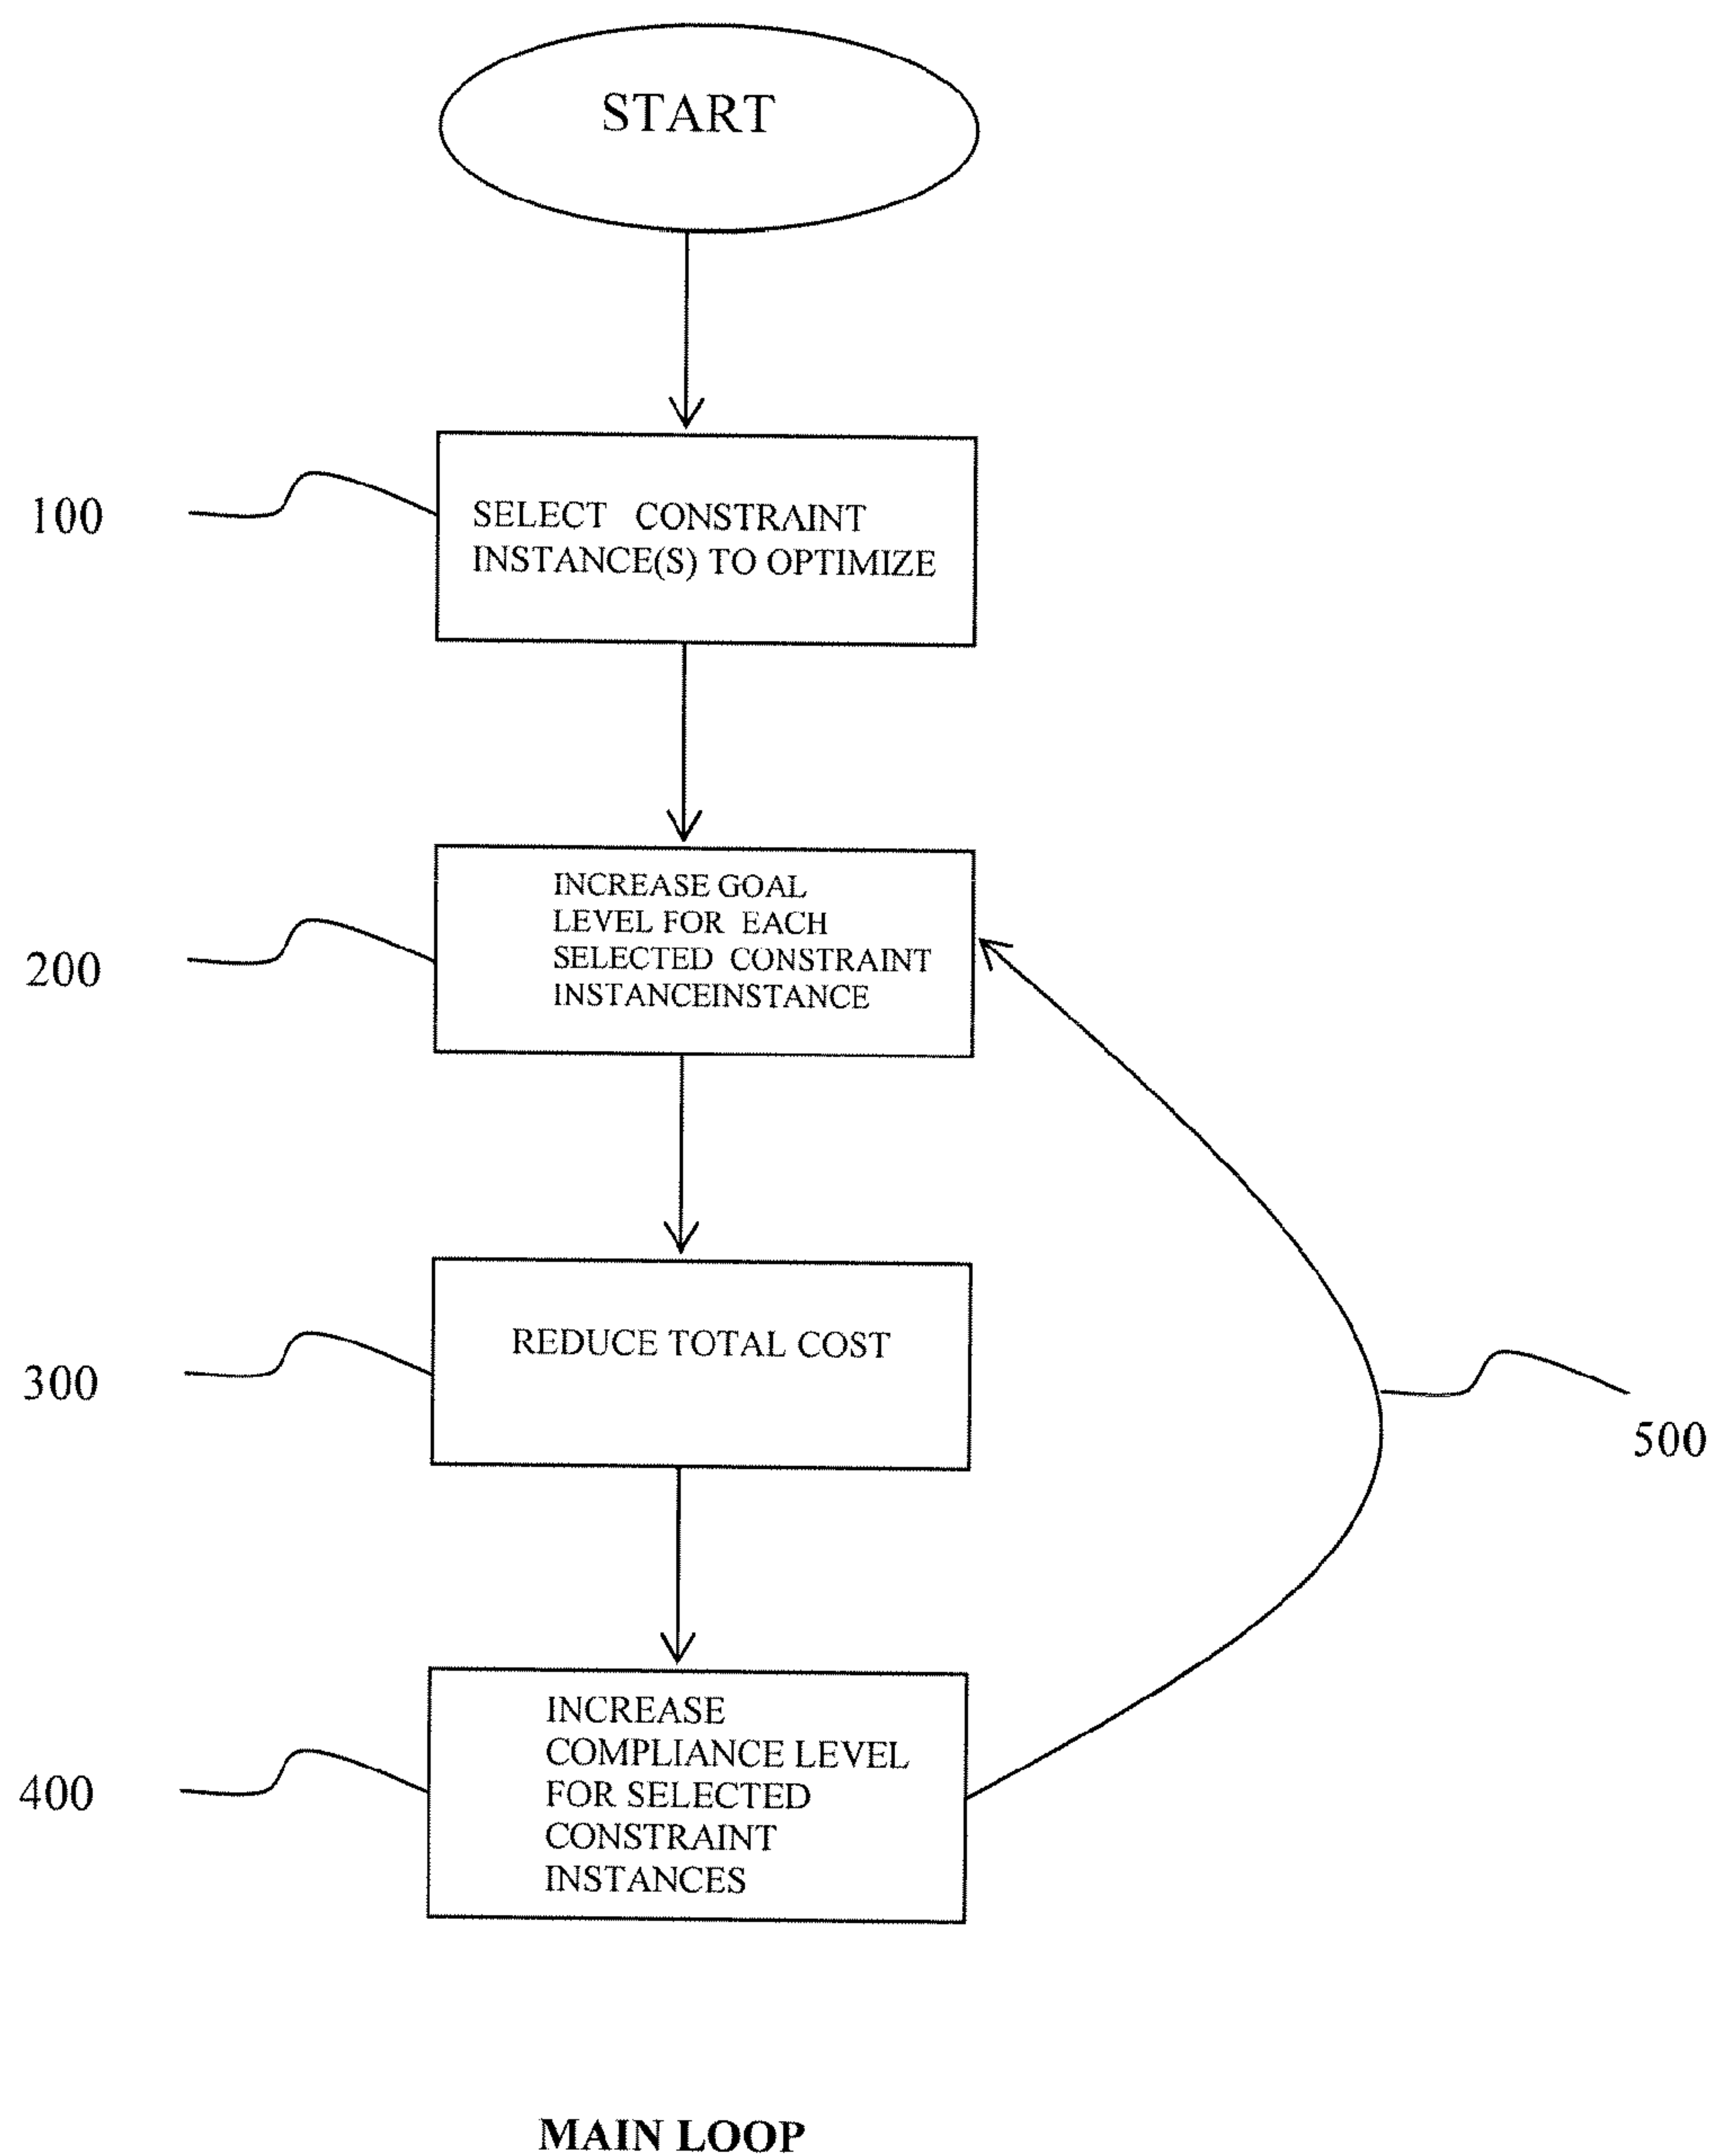 START
100
SELECT CONSTRAINT
INSTANCE(S) TO OPTIMIZE
200
INCREASE GOAL
LEVEL FOR EACH
SELECTED CONSTRAINT
INSTANCEINSTANCE
300
REDUCE TOTAL COST
500
400
INCREASE
COMPLIANCE LEVEL
FOR SELECTED
CONSTRAINT
INSTANCES
MAIN LOOP